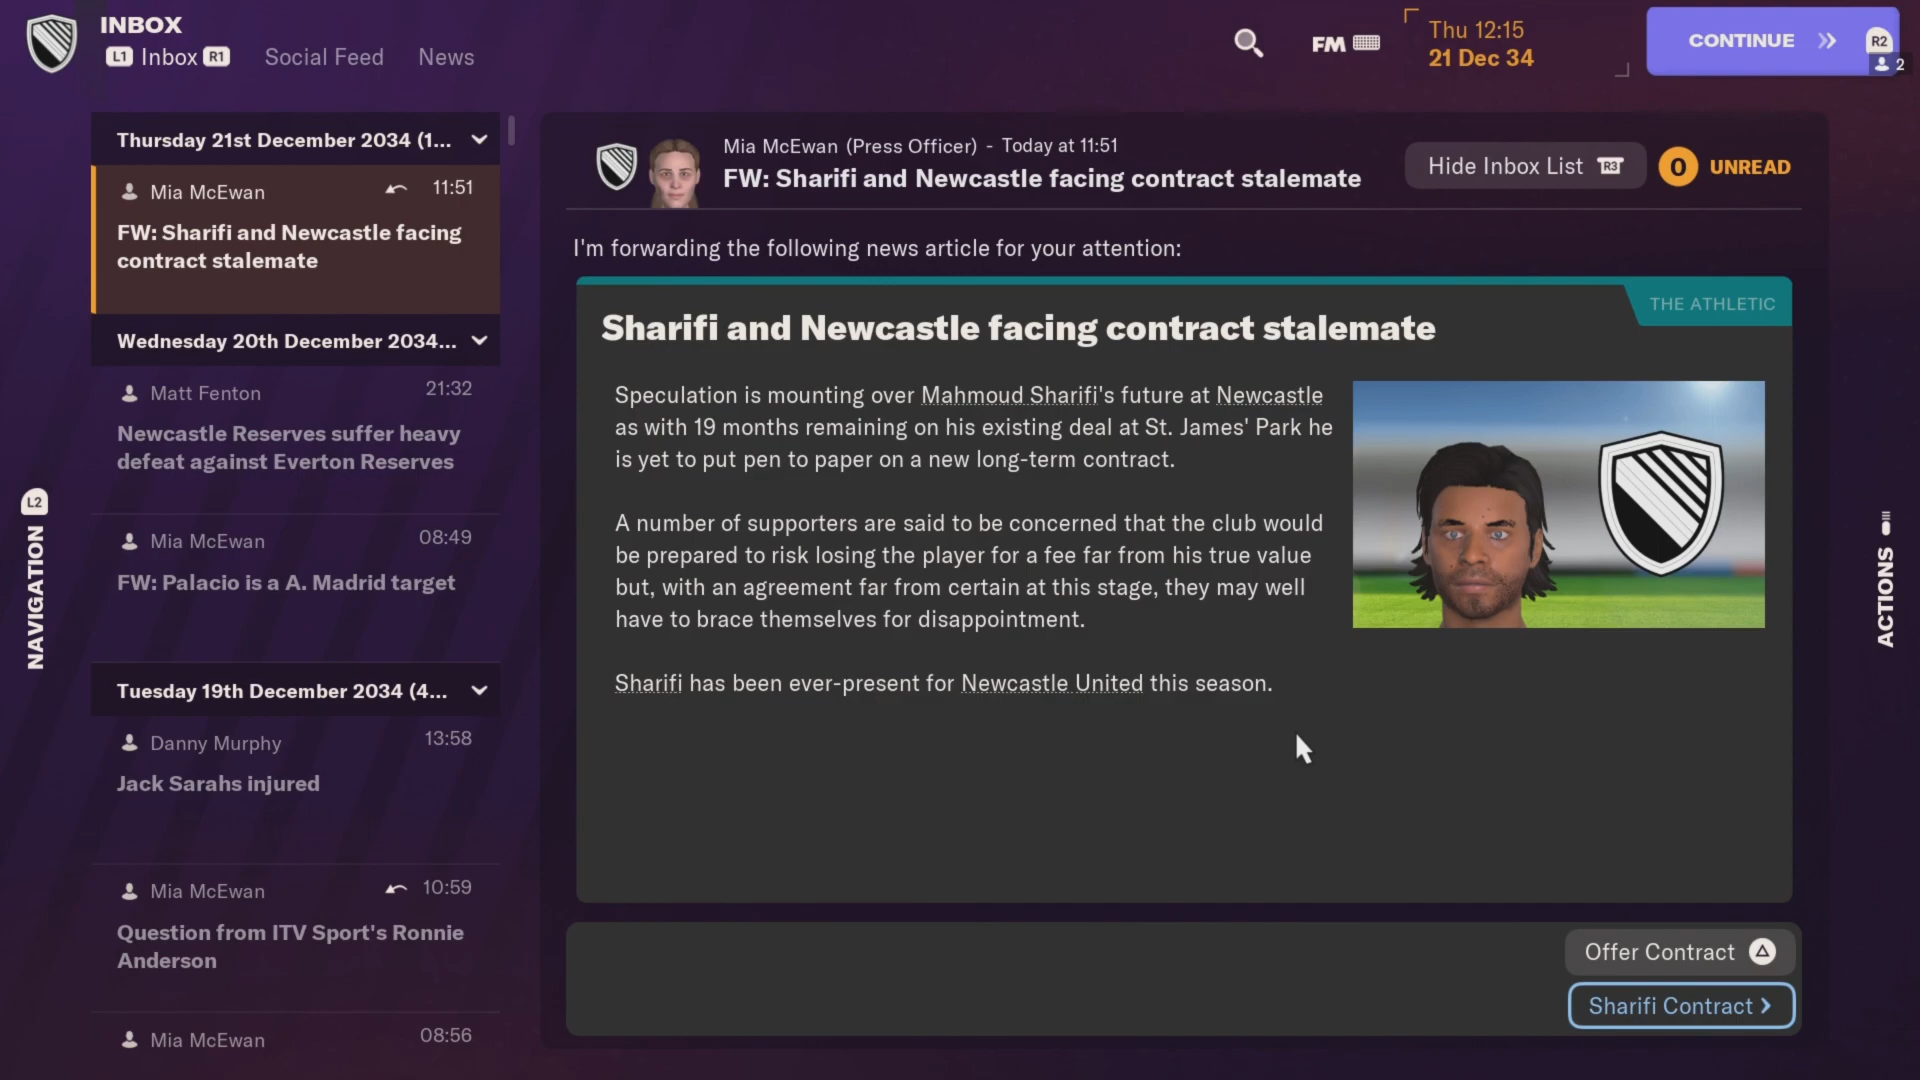 INBOX
L1 Inbox R1 Social Feed News
FM
Thu 12:15
21 Dec 34
CONTINUE
R2
2
Thursday 21st December 2034 (1...
Mia McEwan 11:51
FW: Sharifi and Newcastle facing
contract stalemate
Wednesday 20th December 2034...
Matt Fenton 21:32
Newcastle Reserves suffer heavy
defeat against Everton Reserves
Mia McEwan 08:49
FW: Palacio is a A. Madrid target
Tuesday 19th December 2034 (4...
Danny Murphy 13:58
Jack Sarahs injured
Mia McEwan 10:59
Question from ITV Sport's Ronnie
Anderson
Mia McEwan 08:56
L2
NAVIGATION
Mia McEwan (Press Officer) - Today at 11:51
FW: Sharifi and Newcastle facing contract stalemate
Hide Inbox List R3
0 UNREAD
I'm forwarding the following news article for your attention:
THE ATHLETIC
Sharifi and Newcastle facing contract stalemate
Speculation is mounting over Mahmoud Sharifi's future at Newcastle
as with 19 months remaining on his existing deal at St. James' Park he
is yet to put pen to paper on a new long-term contract.
A number of supporters are said to be concerned that the club would
be prepared to risk losing the player for a fee far from his true value
but, with an agreement far from certain at this stage, they may well
have to brace themselves for disappointment.
Sharifi has been ever-present for Newcastle United this season.
Offer Contract
Sharifi Contract
ACTIONS